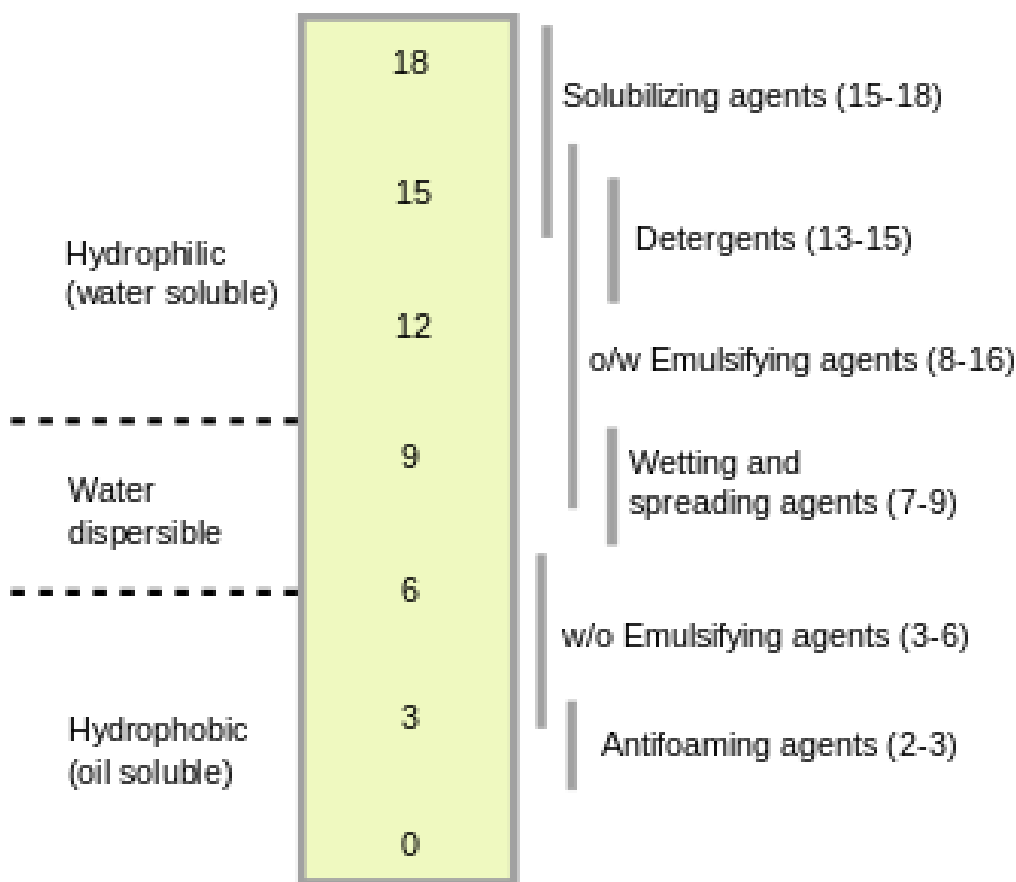 18
Solubilizing agents (15-18)
15
Detergents (13-15)
Hydrophilic
(water soluble)
12
o/w Emulsifying agents (8-16)
9
Wetting and
spreading agents (7-9)
Water
dispersible
6
w/o Emulsifying agents (3-6)
3
Hydrophobic
(oil soluble)
Antifoaming agents (2-3)
0